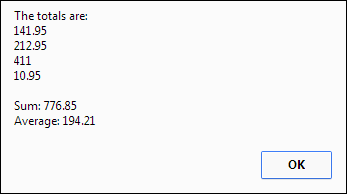 The totals are:
141.95
212.95
411
10.95
Sum: 776.85
Average: 194.21
OK